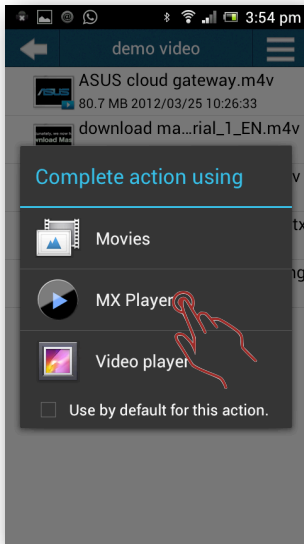 3:54 pm
demo video
ASUS cloud gateway.m4v
80.7 MB 2012/03/25 10:26:33
download ma...rial_1_EN.m4v
Complete action using
Movies
MX Player
Video player
Use by default for this action.